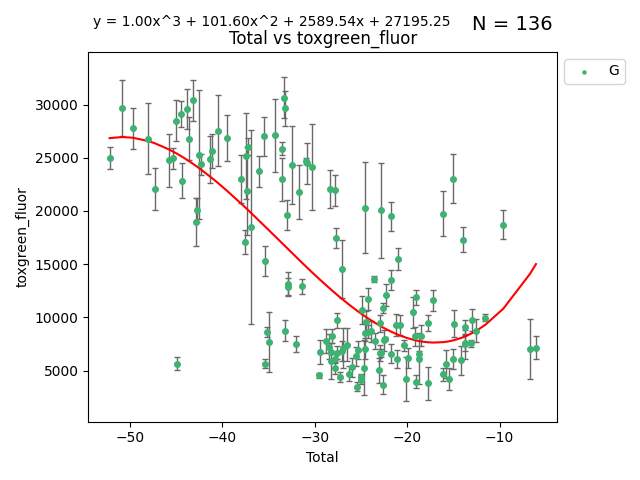 y = 1.00x^3 + 101.60x^2 + 2589.54x + 27195.25
N = 136
Total vs toxgreen_fluor
G
30000
25000
20000
15000
10000
5000
toxgreen_fluor
−50
−40
−30
−20
−10
Total